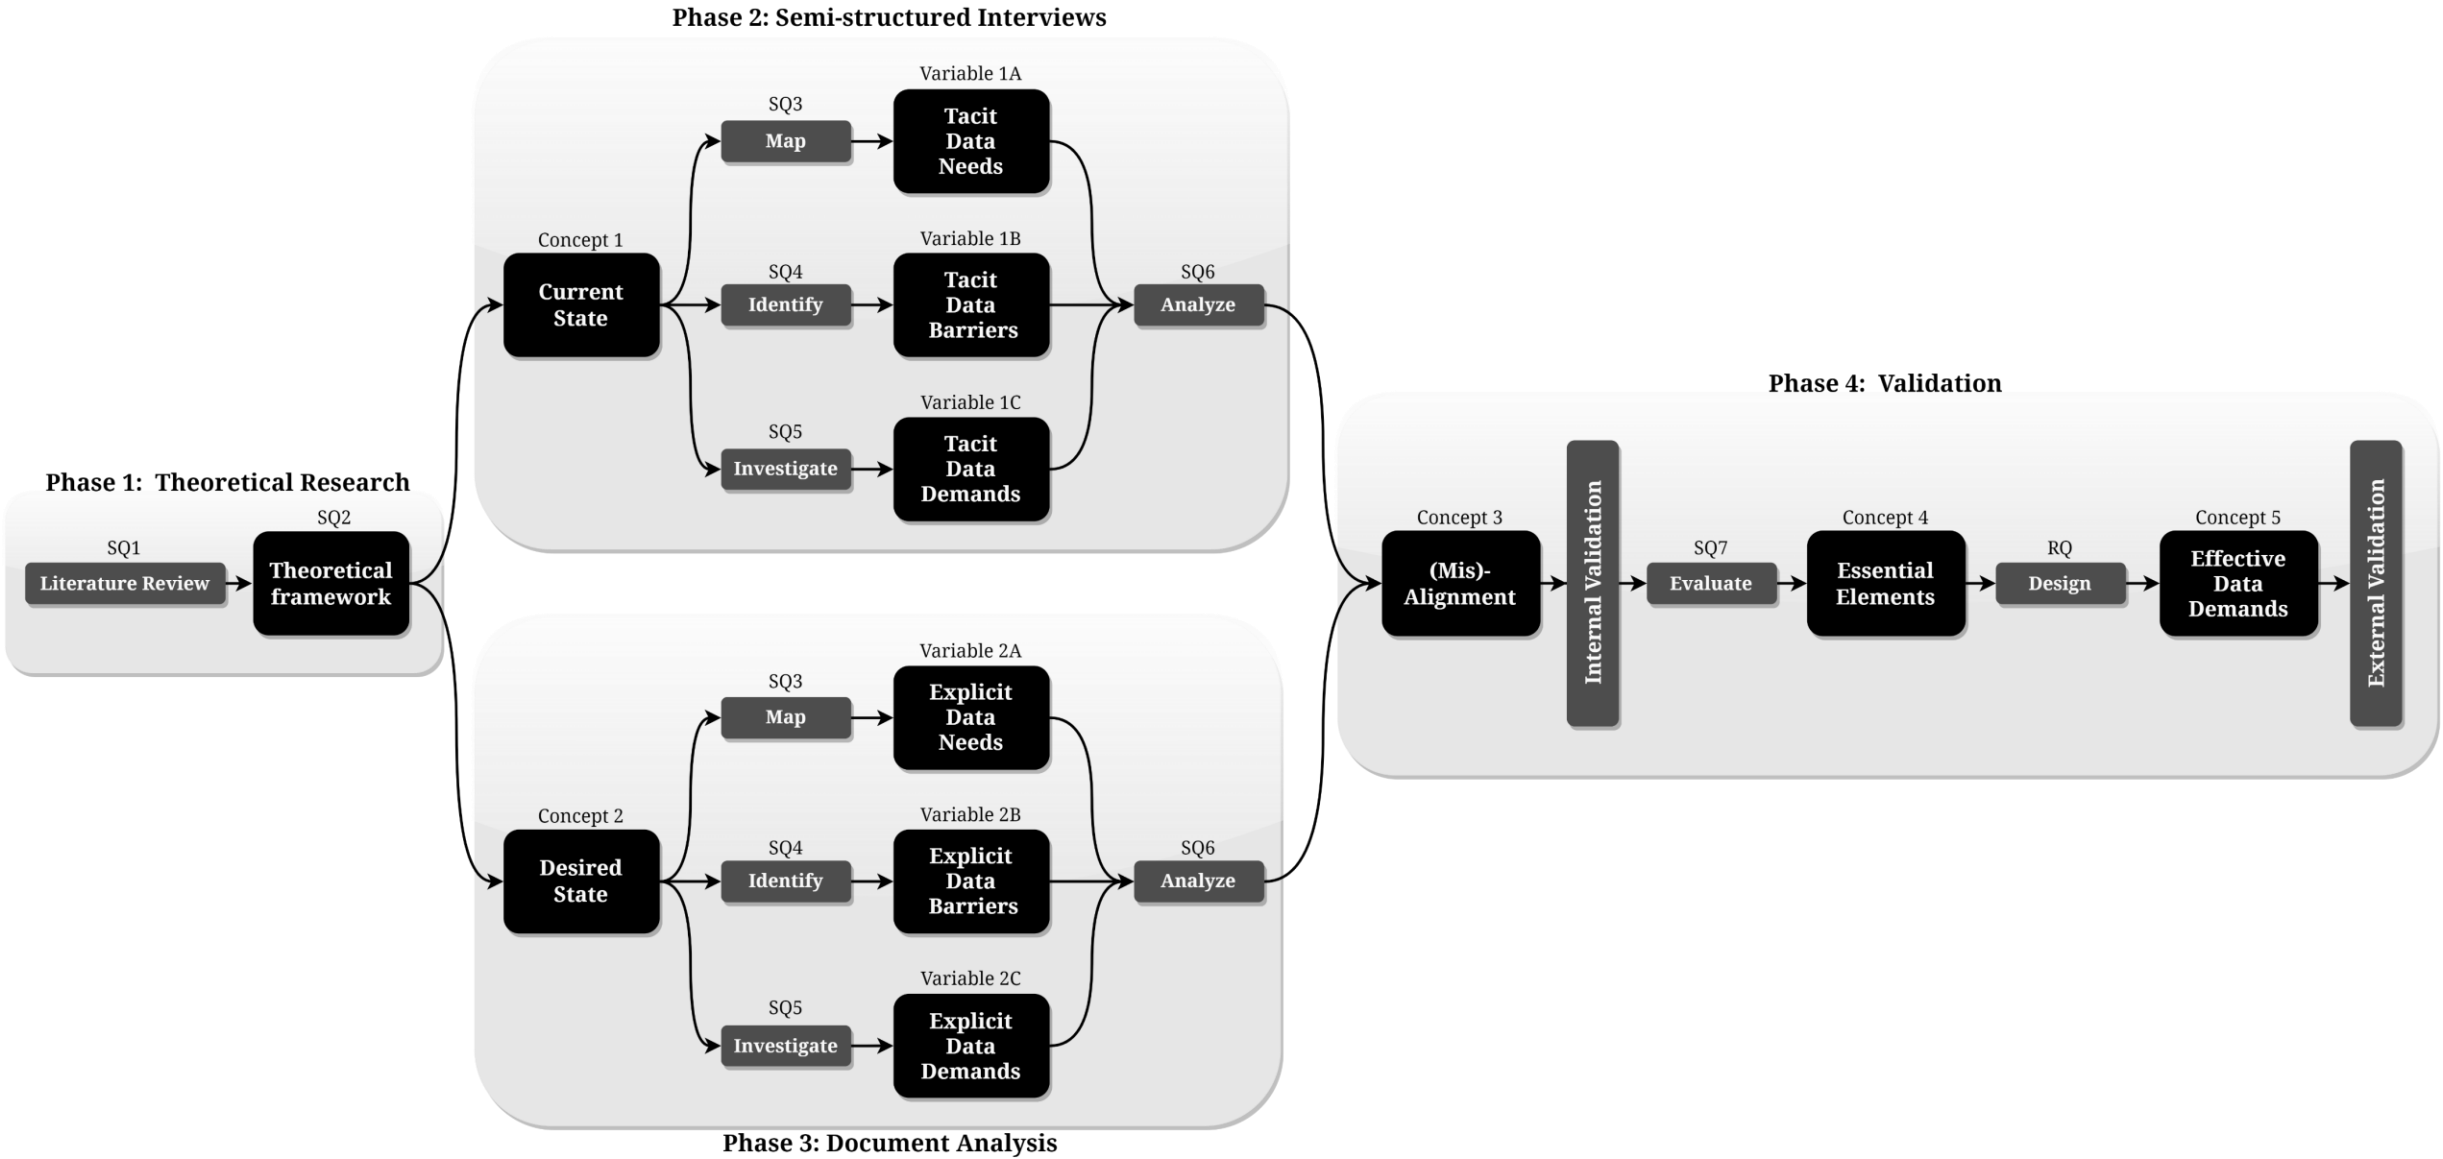 Phase 2: Semi-structured Interviews
Variable 1A
SQ3
Map
Tacit
Data
Needs
Concept 1
Current
State
SQ4
Identify
Variable 1B
Tacit
Data
Barriers
SQ6
Analyze
SQ5
Investigate
Variable 1C
Tacit
Data
Demands
Phase 1:  Theoretical Research
SQ1
Literature Review
SQ2
Theoretical
framework
Variable 2A
SQ3
Map
Explicit
Data
Needs
Concept 2
Desired
State
SQ4
Identify
Variable 2B
Explicit
Data
Barriers
SQ6
Analyze
SQ5
Investigate
Variable 2C
Explicit
Data
Demands
Phase 3: Document Analysis
Phase 4:  Validation
Concept 3
(Mis)-
Alignment
Internal Validation
SQ7
Evaluate
Concept 4
Essential
Elements
RQ
Design
Concept 5
Effective
Data
Demands
External Validation